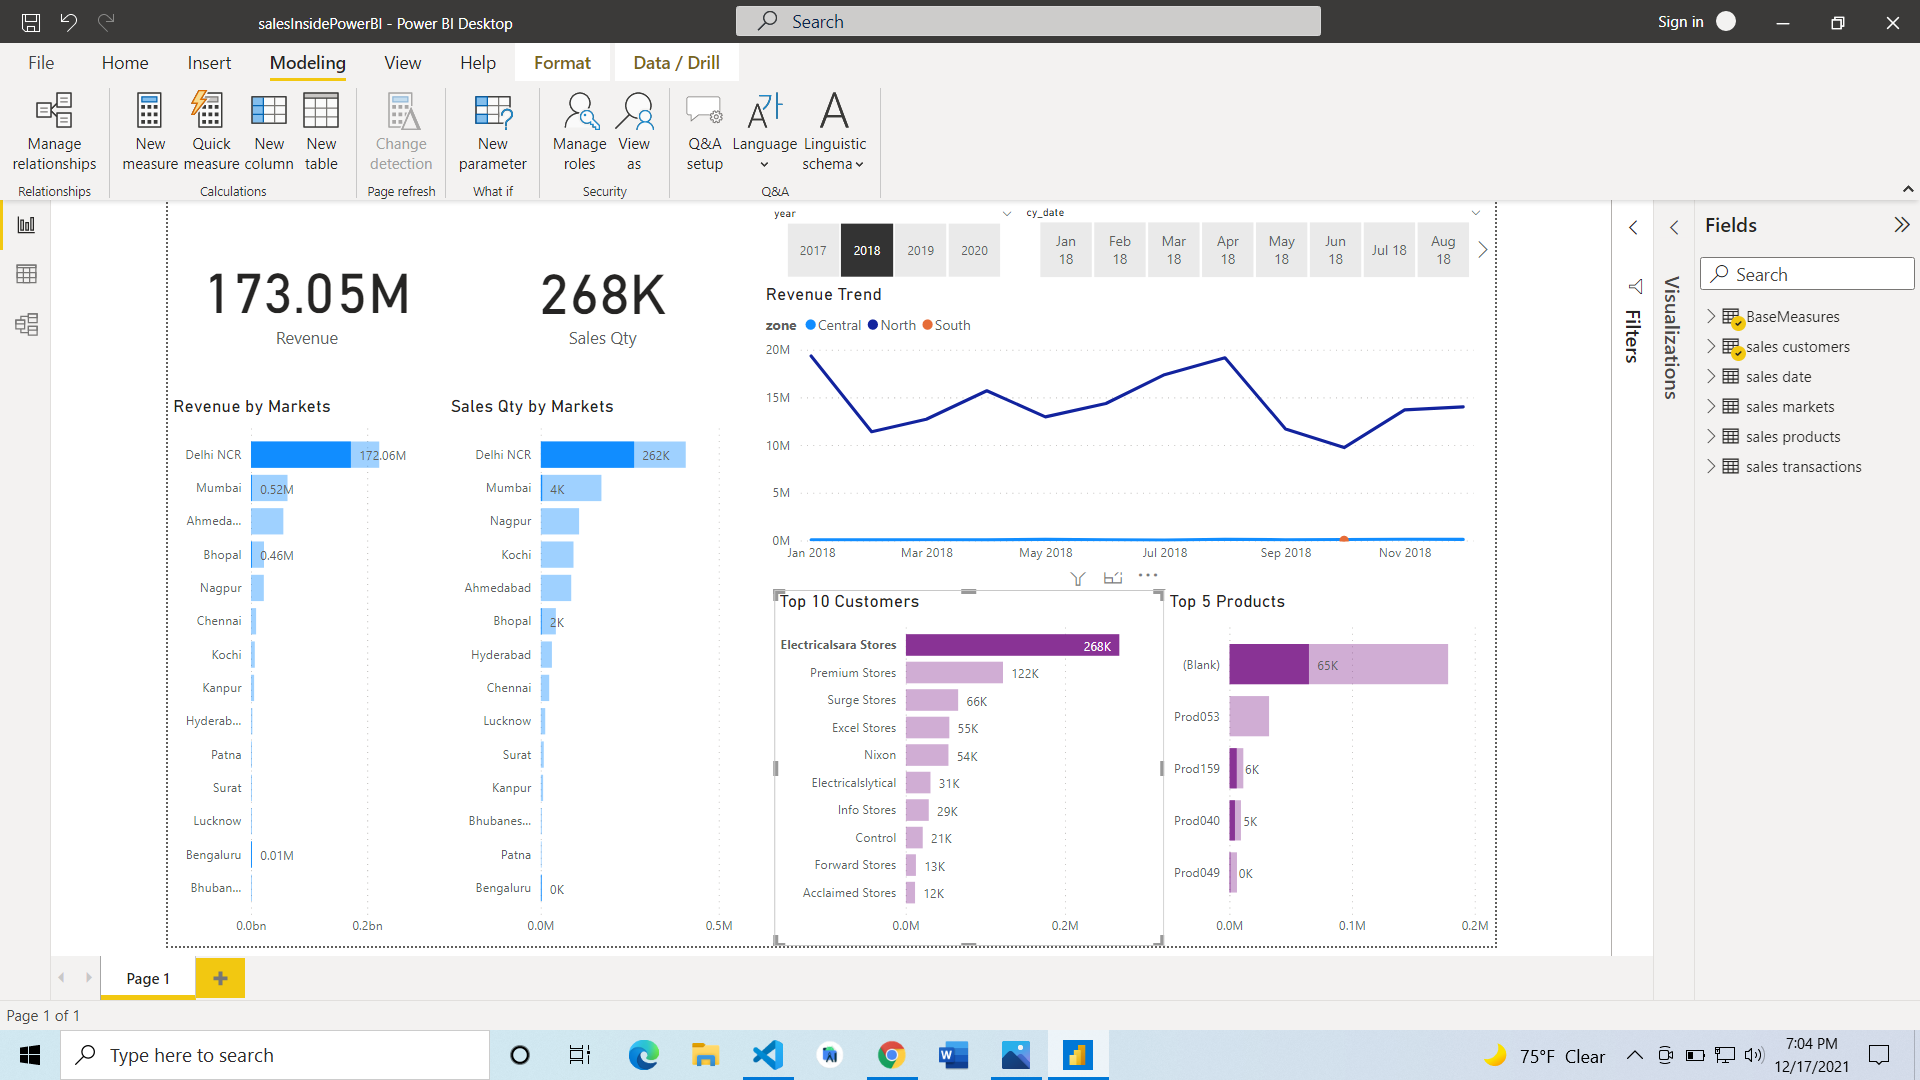 salesInsidePowerBI - Power BI Desktop
Search
Sign in
File Home Insert Modeling View Help Format Data / Drill
Manage relationships
New measure
Quick measure
New column
New table
Change detection
New parameter
Manage roles
View as
Q&A setup
Language
Linguistic schema
Relationships Calculations Page refresh What if Security Q&A
year
2017 2018 2019 2020
cy_date
Jan 18
Feb 18
Mar 18
Apr 18
May 18
Jun 18
Jul 18
Aug 18
173.05M
Revenue
268K
Sales Qty
Revenue Trend
zone Central North South
20M
15M
10M
5M
0M
Jan 2018 Mar 2018 May 2018 Jul 2018 Sep 2018 Nov 2018
Revenue by Markets
Delhi NCR 172.06M
Mumbai 0.52M
Ahmeda...
Bhopal 0.46M
Nagpur
Chennai
Kochi
Kanpur
Hyderab...
Patna
Surat
Lucknow
Bengaluru 0.01M
Bhuban...
0.0bn 0.2bn
Sales Qty by Markets
Delhi NCR 262K
Mumbai 4K
Nagpur
Kochi
Ahmedabad
Bhopal 2K
Hyderabad
Chennai
Lucknow
Surat
Kanpur
Bhubanes...
Patna
Bengaluru 0K
0.0M 0.5M
Top 10 Customers
Electricalsara Stores 268K
Premium Stores 122K
Surge Stores 66K
Excel Stores 55K
Nixon 54K
Electricalslytical 31K
Info Stores 29K
Control 21K
Forward Stores 13K
Acclaimed Stores 12K
0.0M 0.2M
Top 5 Products
(Blank) 65K
Prod053
Prod159 6K
Prod040 5K
Prod049 0K
0.0M 0.1M 0.2M
Filters
Visualizations
Fields
Search
BaseMeasures
sales customers
sales date
sales markets
sales products
sales transactions
Page 1
Page 1 of 1
Type here to search
75°F Clear
7:04 PM
12/17/2021